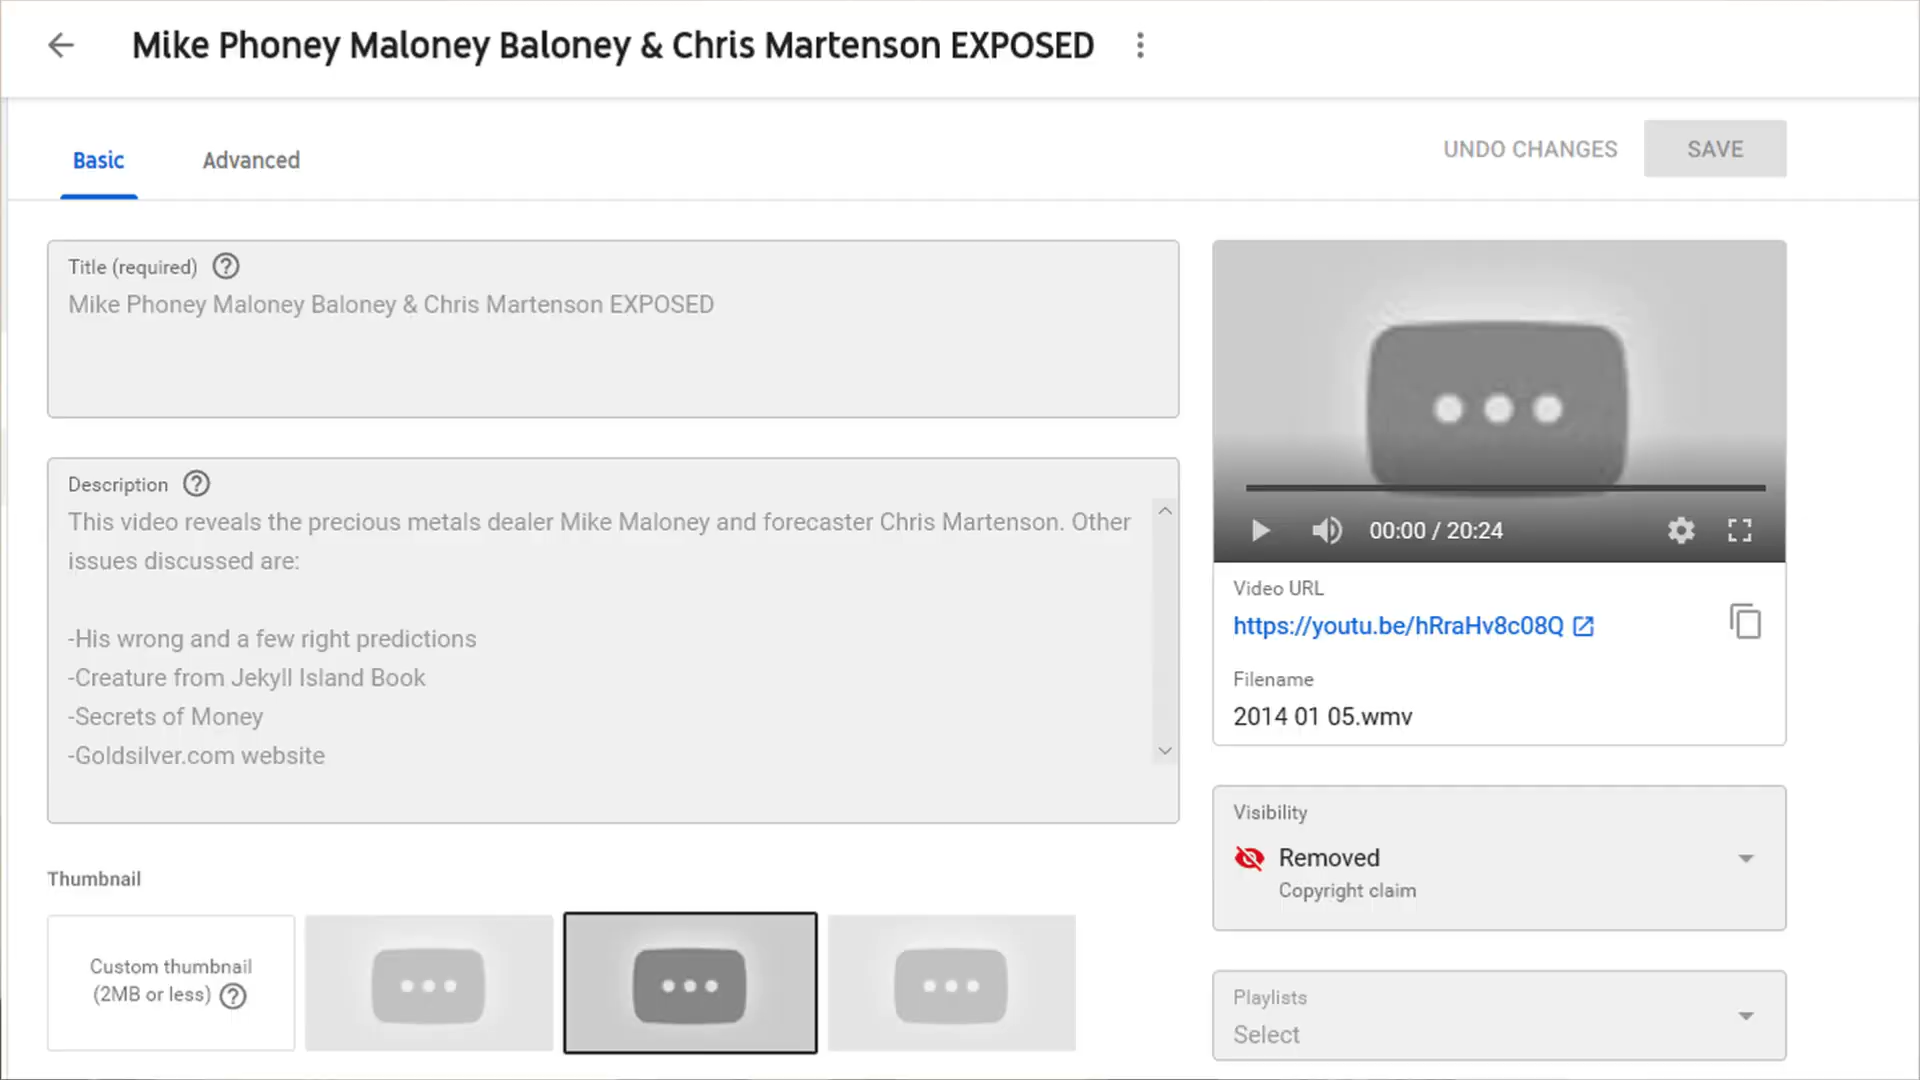 Mike Phoney Maloney Baloney & Chris Martenson EXPOSED
Basic
Advanced
UNDO CHANGES
SAVE
Title (required)
Mike Phoney Maloney Baloney & Chris Martenson EXPOSED
Description
This video reveals the precious metals dealer Mike Maloney and forecaster Chris Martenson. Other
issues discussed are:
-His wrong and a few right predictions
-Creature from Jekyll Island Book
-Secrets of Money
-Goldsilver.com website
Thumbnail
Custom thumbnail
(2MB or less)
00:00 / 20:24
Video URL
https://youtu.be/hRraHv8c08Q
Filename
2014 01 05.wmv
Visibility
Removed
Copyright claim
Playlists
Select